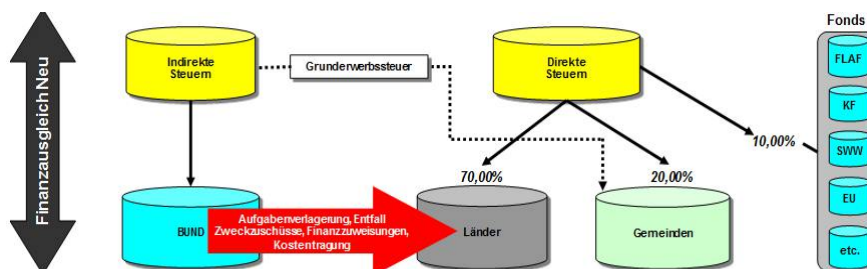 Fonds
Finanzausgleich Neu
Indirekte
Steuern
Grunderwerbssteuer
Direkte
Steuern
FLAF
KF
10,00%
SWW
70,00%
20,00%
EU
BUND
Aufgabenverlagerung, Entfall
Zweckzuschüsse, Finanzzuweisungen,
Kostentragung
Länder
Gemeinden
etc.